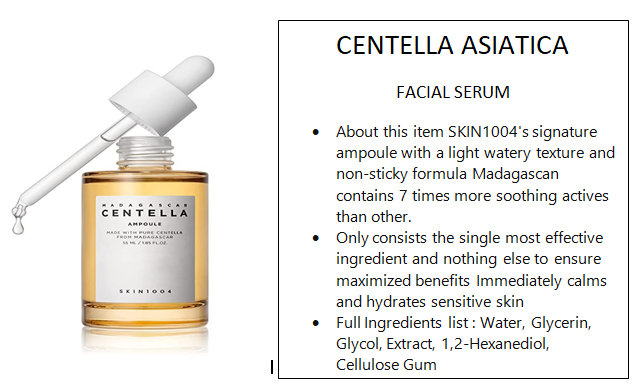 MADAGASCAR
CENTELLA
AMPOULE
MADE WITH PURE CENTELLA
FROM MADAGASCAR
55 ML / 1.85 FL.OZ.
SKIN1004
CENTELLA ASIATICA
FACIAL SERUM
• About this item SKIN1004's signature
ampoule with a light watery texture and
non-sticky formula Madagascan
contains 7 times more soothing actives
than other.
• Only consists the single most effective
ingredient and nothing else to ensure
maximized benefits Immediately calms
and hydrates sensitive skin
• Full Ingredients list : Water, Glycerin,
Glycol, Extract, 1,2-Hexanediol,
Cellulose Gum